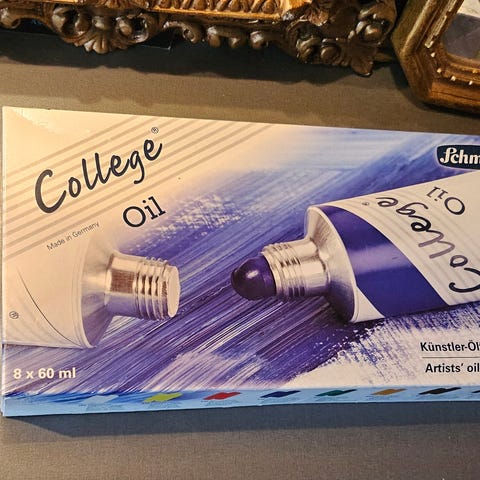 College®
Oil
Made in Germany
Schm
College®
Oil
Künstler-Öl
Artists' oil
8 x 60 ml